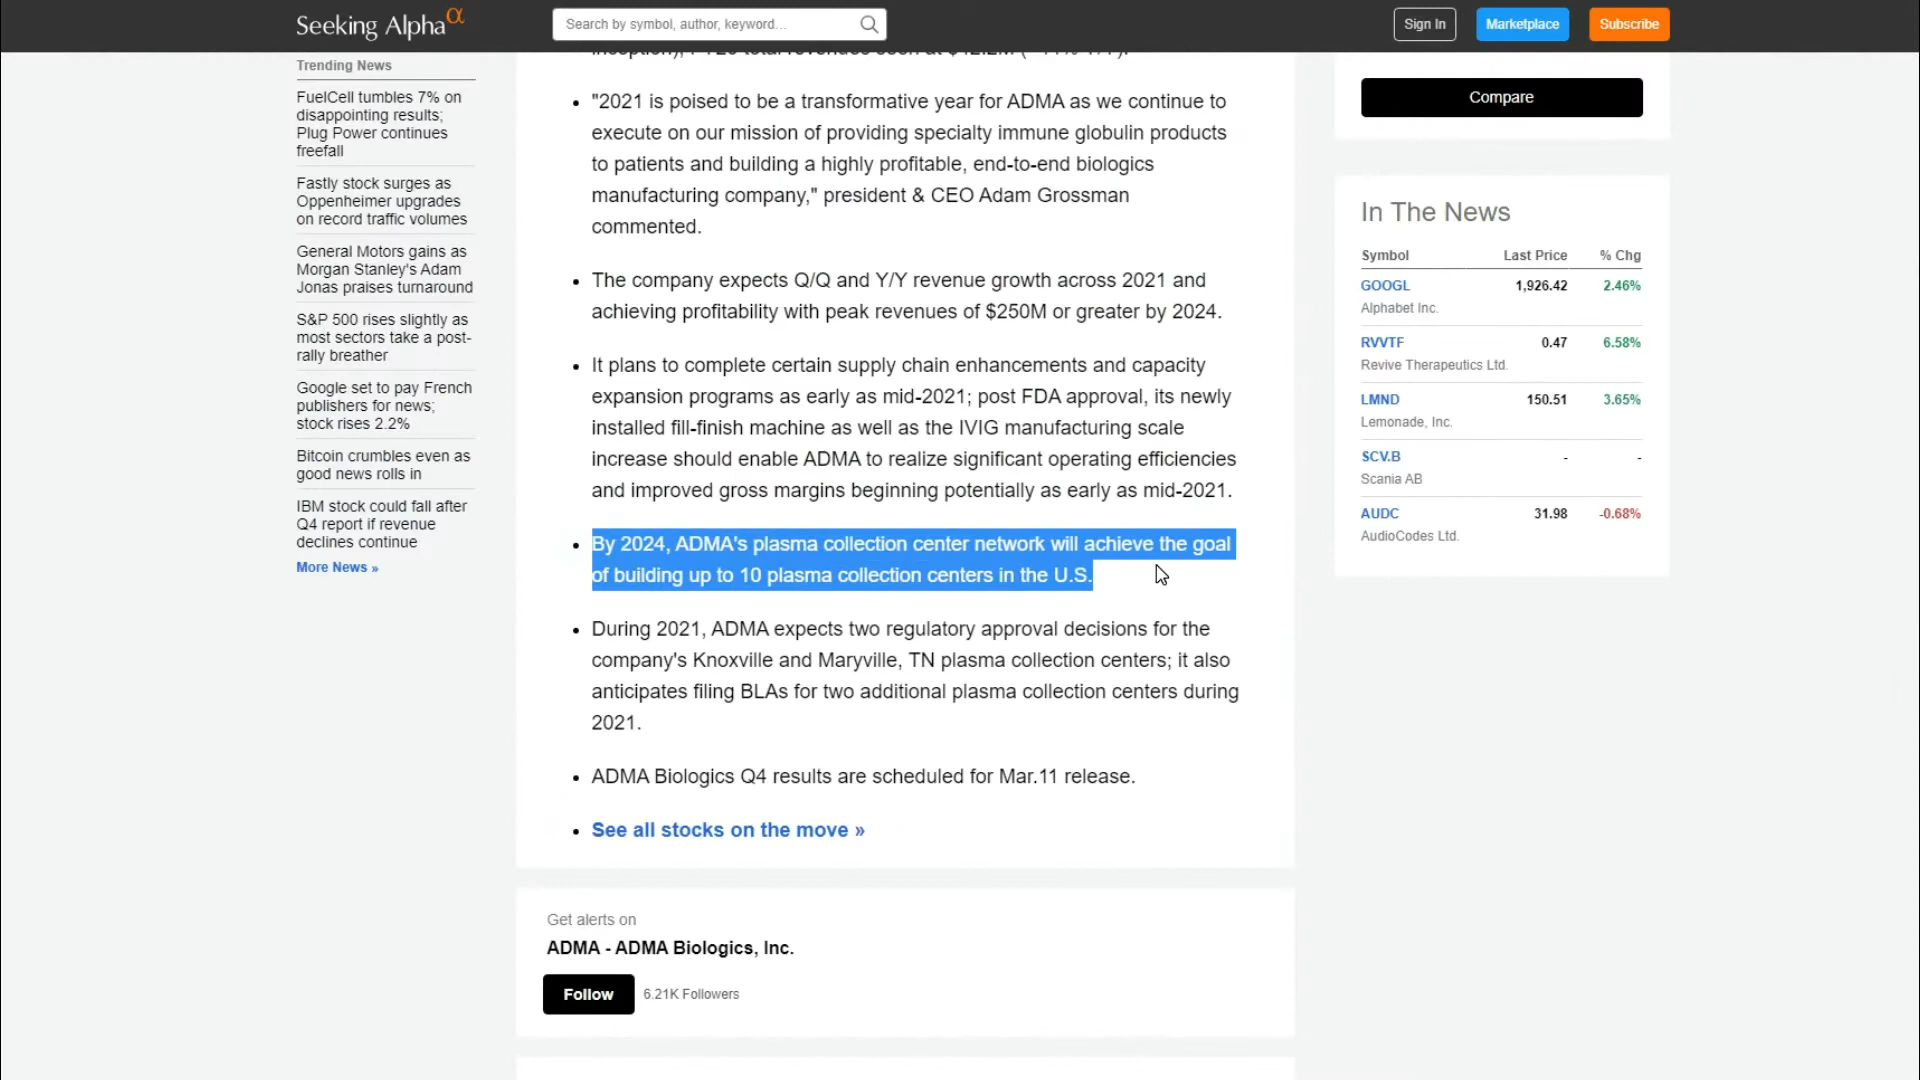 Seeking Alpha α
Search by symbol, author, keyword...
Sign In
Marketplace
Subscribe
Trending News
FuelCell tumbles 7% on
disappointing results;
Plug Power continues
freefall
Fastly stock surges as
Oppenheimer upgrades
on record traffic volumes
General Motors gains as
Morgan Stanley's Adam
Jonas praises turnaround
S&P 500 rises slightly as
most sectors take a post-
rally breather
Google set to pay French
publishers for news;
stock rises 2.2%
Bitcoin crumbles even as
good news rolls in
IBM stock could fall after
Q4 report if revenue
declines continue
More News »
• "2021 is poised to be a transformative year for ADMA as we continue to
execute on our mission of providing specialty immune globulin products
to patients and building a highly profitable, end-to-end biologics
manufacturing company," president & CEO Adam Grossman
commented.
• The company expects Q/Q and Y/Y revenue growth across 2021 and
achieving profitability with peak revenues of $250M or greater by 2024.
• It plans to complete certain supply chain enhancements and capacity
expansion programs as early as mid-2021; post FDA approval, its newly
installed fill-finish machine as well as the IVIG manufacturing scale
increase should enable ADMA to realize significant operating efficiencies
and improved gross margins beginning potentially as early as mid-2021.
• By 2024, ADMA's plasma collection center network will achieve the goal
of building up to 10 plasma collection centers in the U.S.
• During 2021, ADMA expects two regulatory approval decisions for the
company's Knoxville and Maryville, TN plasma collection centers; it also
anticipates filing BLAs for two additional plasma collection centers during
2021.
• ADMA Biologics Q4 results are scheduled for Mar.11 release.
• See all stocks on the move »
Get alerts on
ADMA - ADMA Biologics, Inc.
Follow 6.21K Followers
Compare
In The News
Symbol Last Price % Chg
GOOGL 1,926.42 2.46%
Alphabet Inc.
RVVTF 0.47 6.58%
Revive Therapeutics Ltd.
LMND 150.51 3.65%
Lemonade, Inc.
SCV.B - -
Scania AB
AUDC 31.98 -0.68%
AudioCodes Ltd.